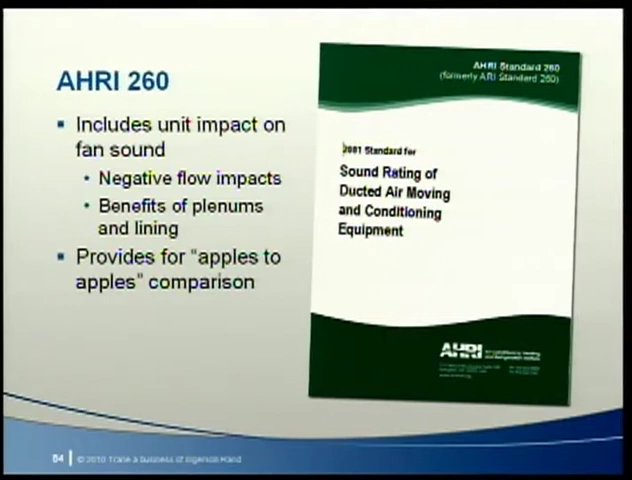 AHRI 260
▪ Includes unit impact on
fan sound
• Negative flow impacts
• Benefits of plenums
and lining
▪ Provides for "apples to
apples" comparison
AHRI Standard 260
(formerly ARI Standard 260)
2001 Standard for
Sound Rating of
Ducted Air Moving
and Conditioning
Equipment
AHRI
84 © 2010 Trane a business of Ingersoll-Rand